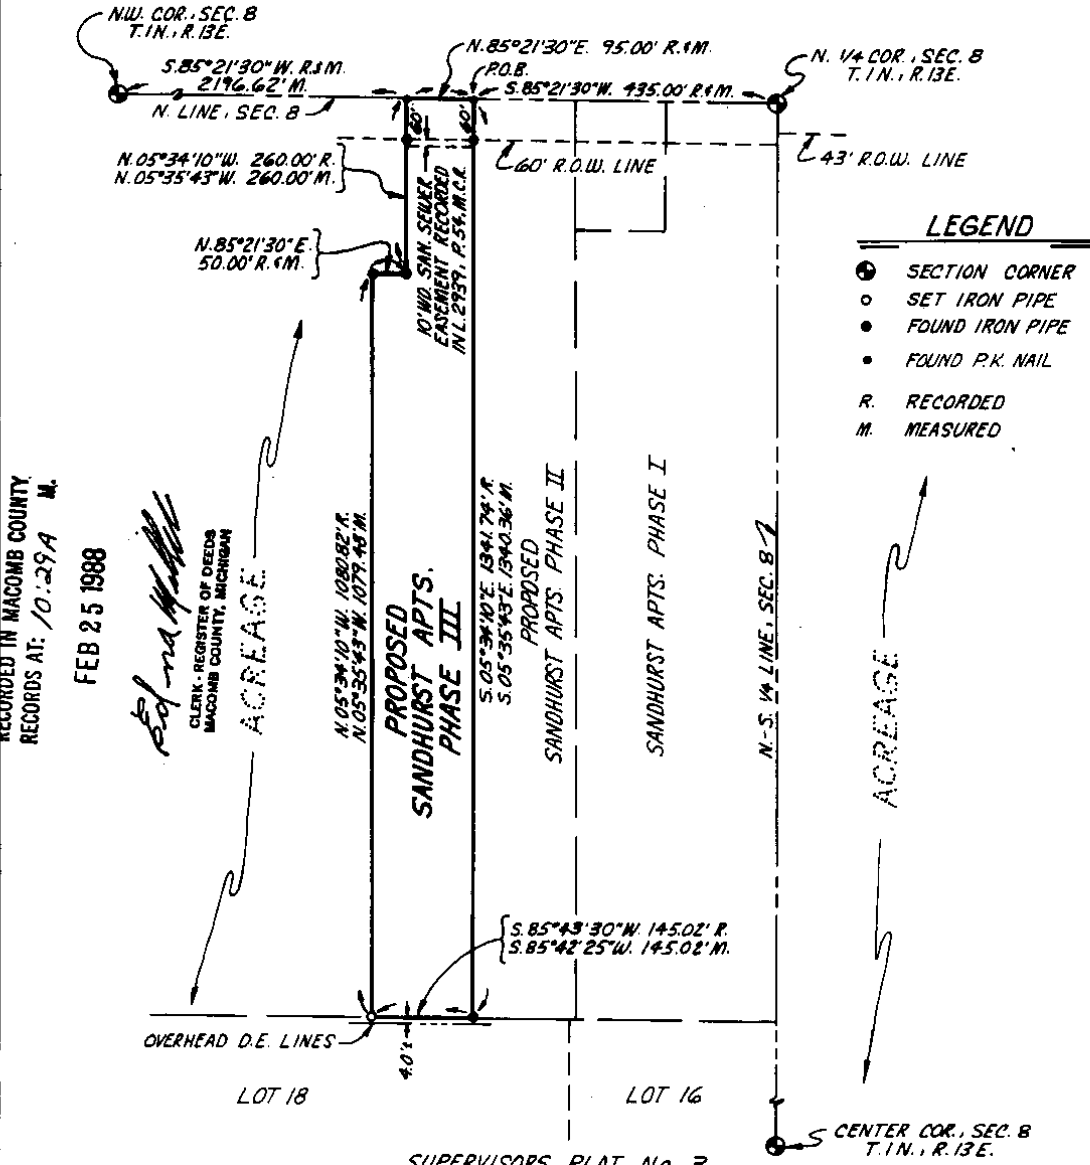 N.W. COR., SEC. 8
T.1N., R.13E.
S.85°21'30"W. R.&M.
2196.62' M.
N. LINE, SEC. 8
N.85°21'30"E. 95.00' R.&M.
P.O.B.
S.85°21'30"W. 435.00' R.&M.
N. 1/4 COR., SEC. 8
T.1N., R.13E.
60'
60'
60' R.O.W. LINE
43' R.O.W. LINE
N.05°34'10"W. 260.00' R.
N.05°35'43"W. 260.00' M.
N.85°21'30"E.
50.00' R.&M.
10' WD. SAN. SEWER
EASEMENT RECORDED
IN L.2939, P.54, M.C.R.
LEGEND
SECTION CORNER
SET IRON PIPE
FOUND IRON PIPE
FOUND P.K. NAIL
R. RECORDED
M. MEASURED
RECORDED IN MACOMB COUNTY
RECORDS AT: 10:29A M.
FEB 25 1988
CLERK - REGISTER OF DEEDS
MACOMB COUNTY, MICHIGAN
ACREAGE
N.05°34'10"W. 1080.82' R.
N.05°35'43"W. 1079.48' M.
PROPOSED
SANDHURST APTS.
PHASE III
S.05°34'10"E. 1341.74' R.
S.05°35'43"E. 1340.36' M.
PROPOSED
SANDHURST APTS. PHASE II
SANDHURST APTS. PHASE I
N.-S. 1/4 LINE, SEC. 8
ACREAGE
S.85°43'30"W. 145.02' R.
S.85°42'25"W. 145.02' M.
OVERHEAD D.E. LINES
4.0'±
LOT 18
LOT 16
CENTER COR., SEC. 8
T.1N., R.13E.
SUPERVISORS PLAT No. 3